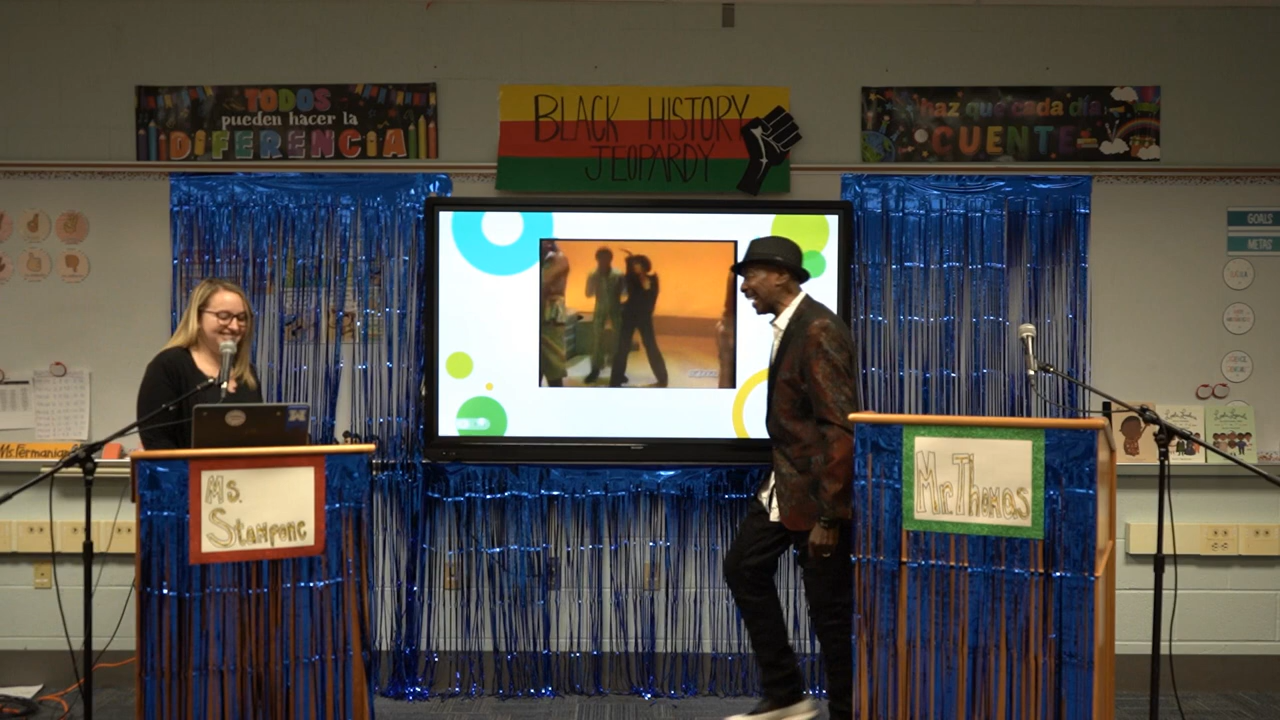 TODOS
pueden hacer la
DIFERENCIA
BLACK HISTORY
JEOPARDY
haz que cada día
CUENTE
GOALS
METAS
Ms.
Stampone
Mr. Thomas